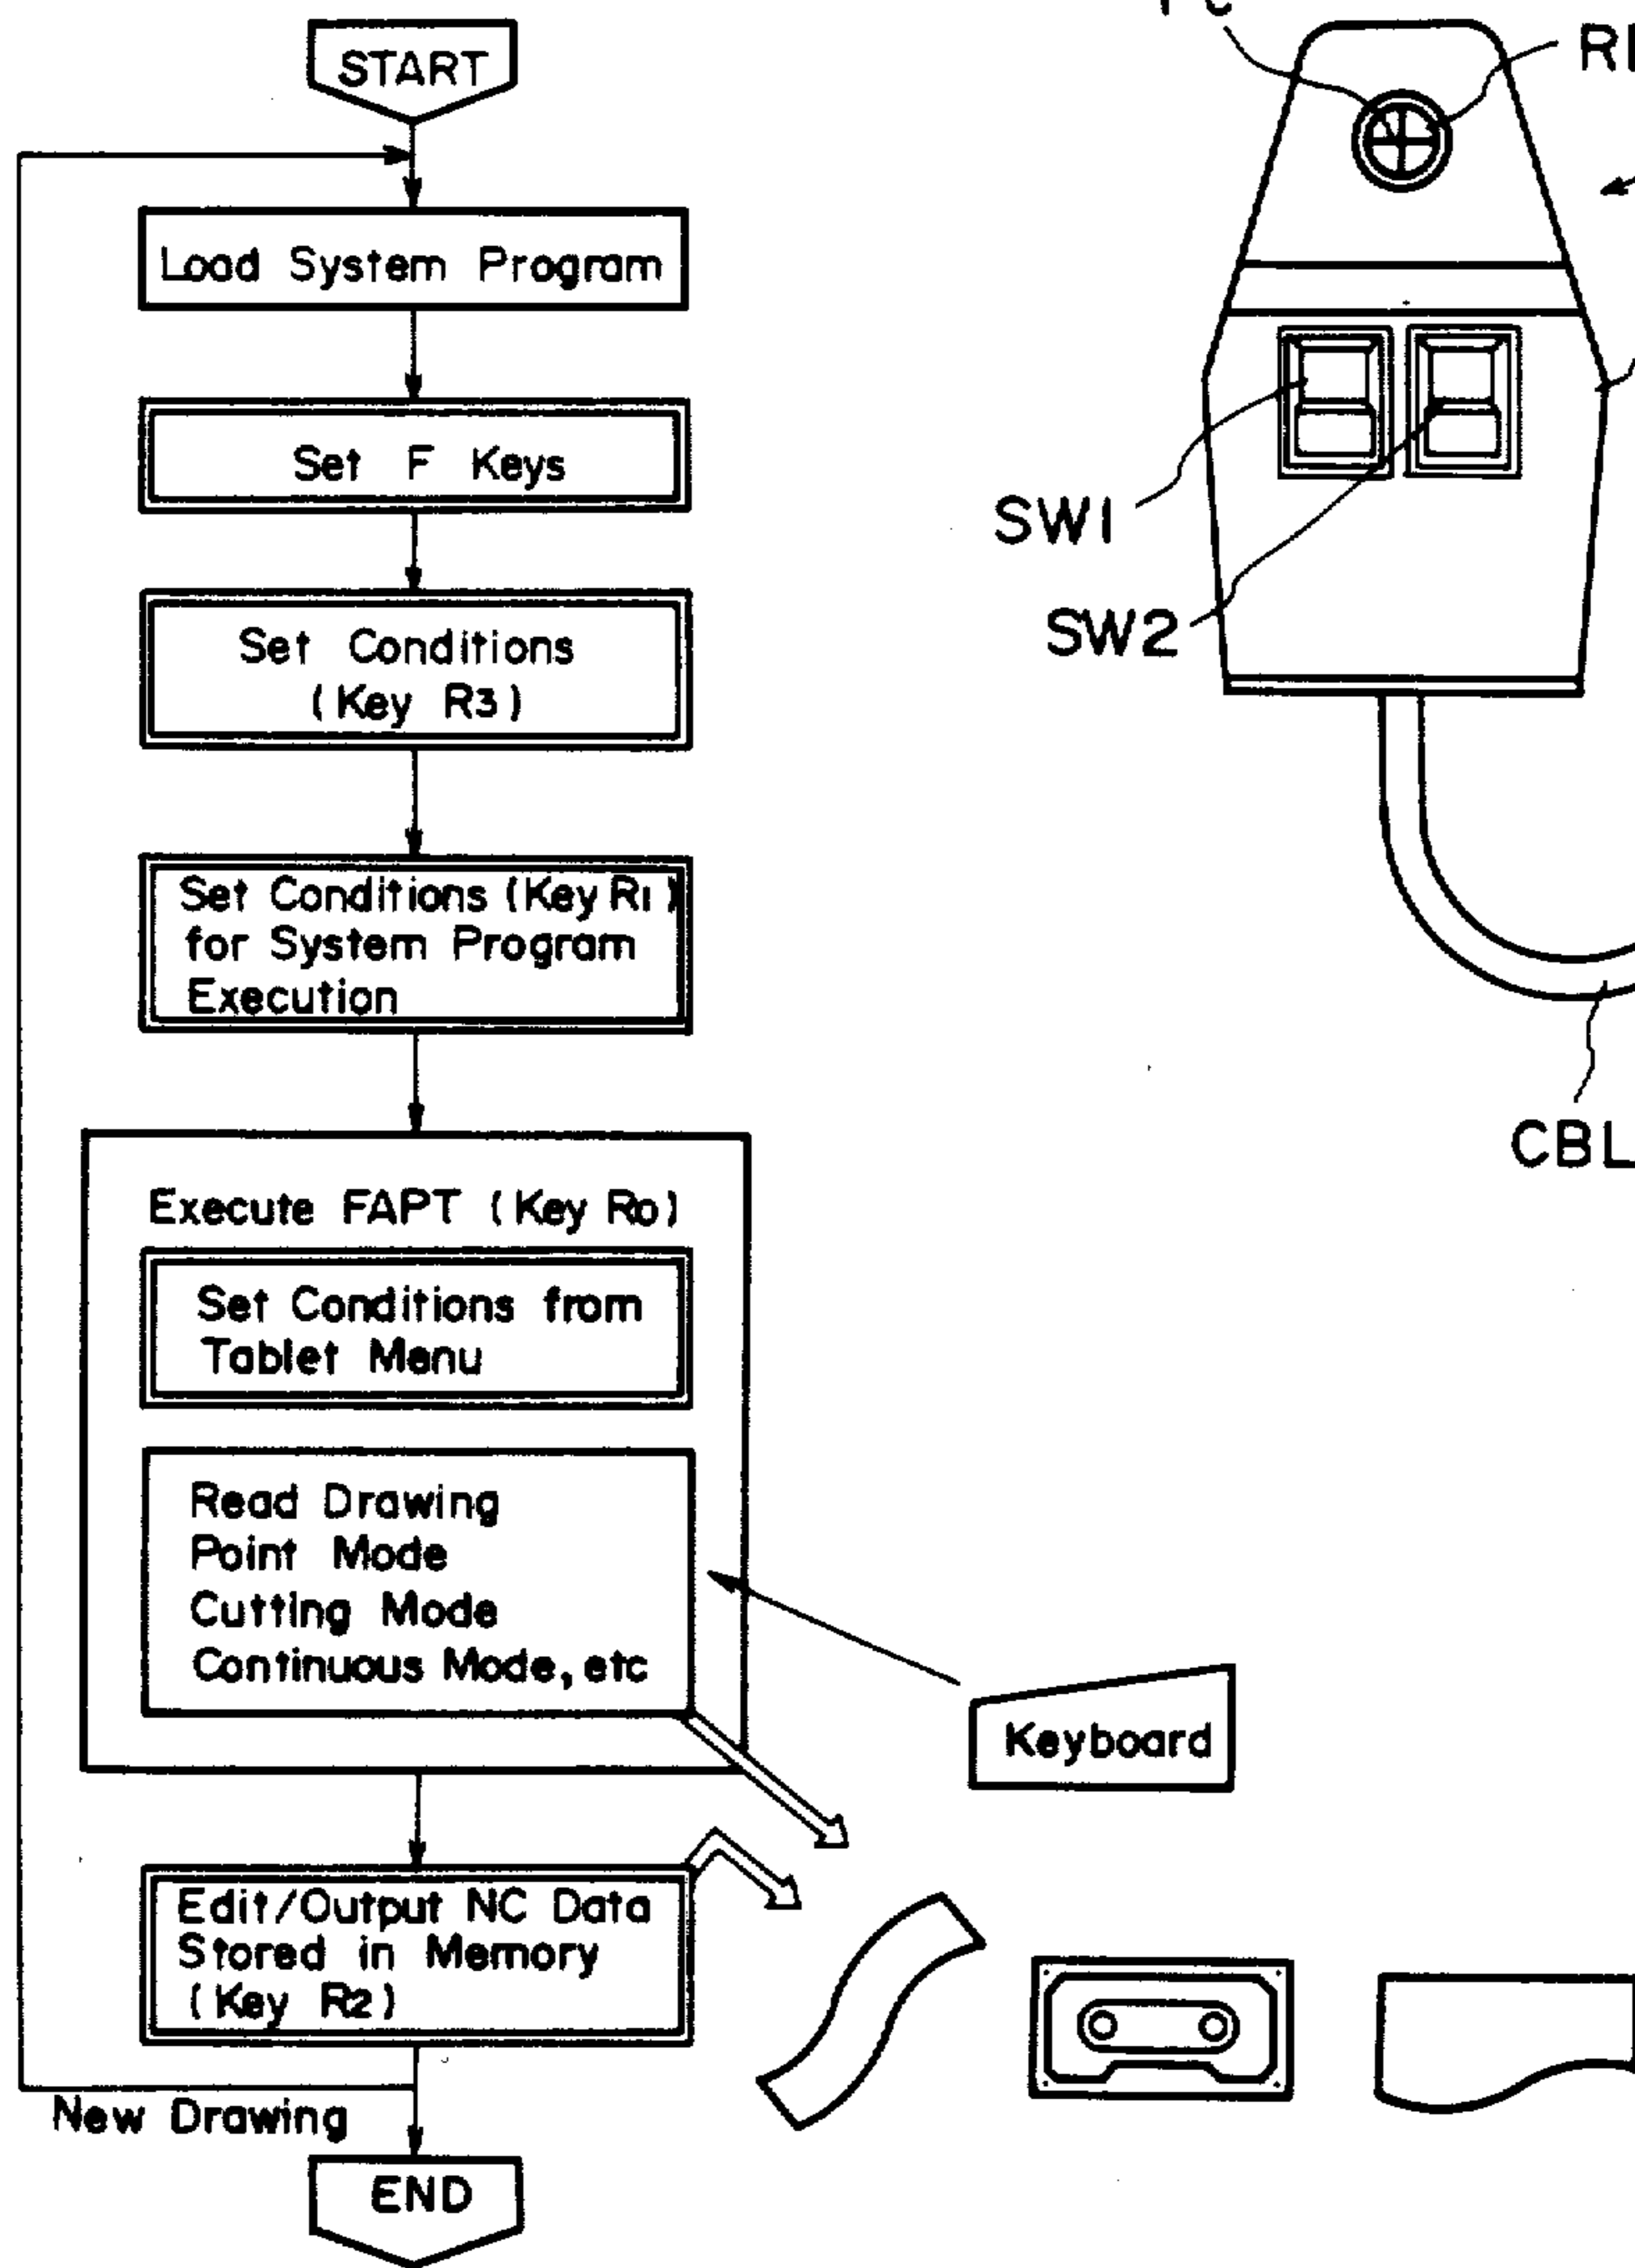 START
Load System Program
Set F Keys
Set Conditions
(Key R3)
Set Conditions (Key R1)
for System Program
Execution
Execute FAPT (Key R0)
Set Conditions from
Tablet Menu
Read Drawing
Point Mode
Cutting Mode
Continuous Mode, etc
Keyboard
Edit/Output NC Data
Stored in Memory
(Key R2)
New Drawing
END
SW1
SW2
CBL